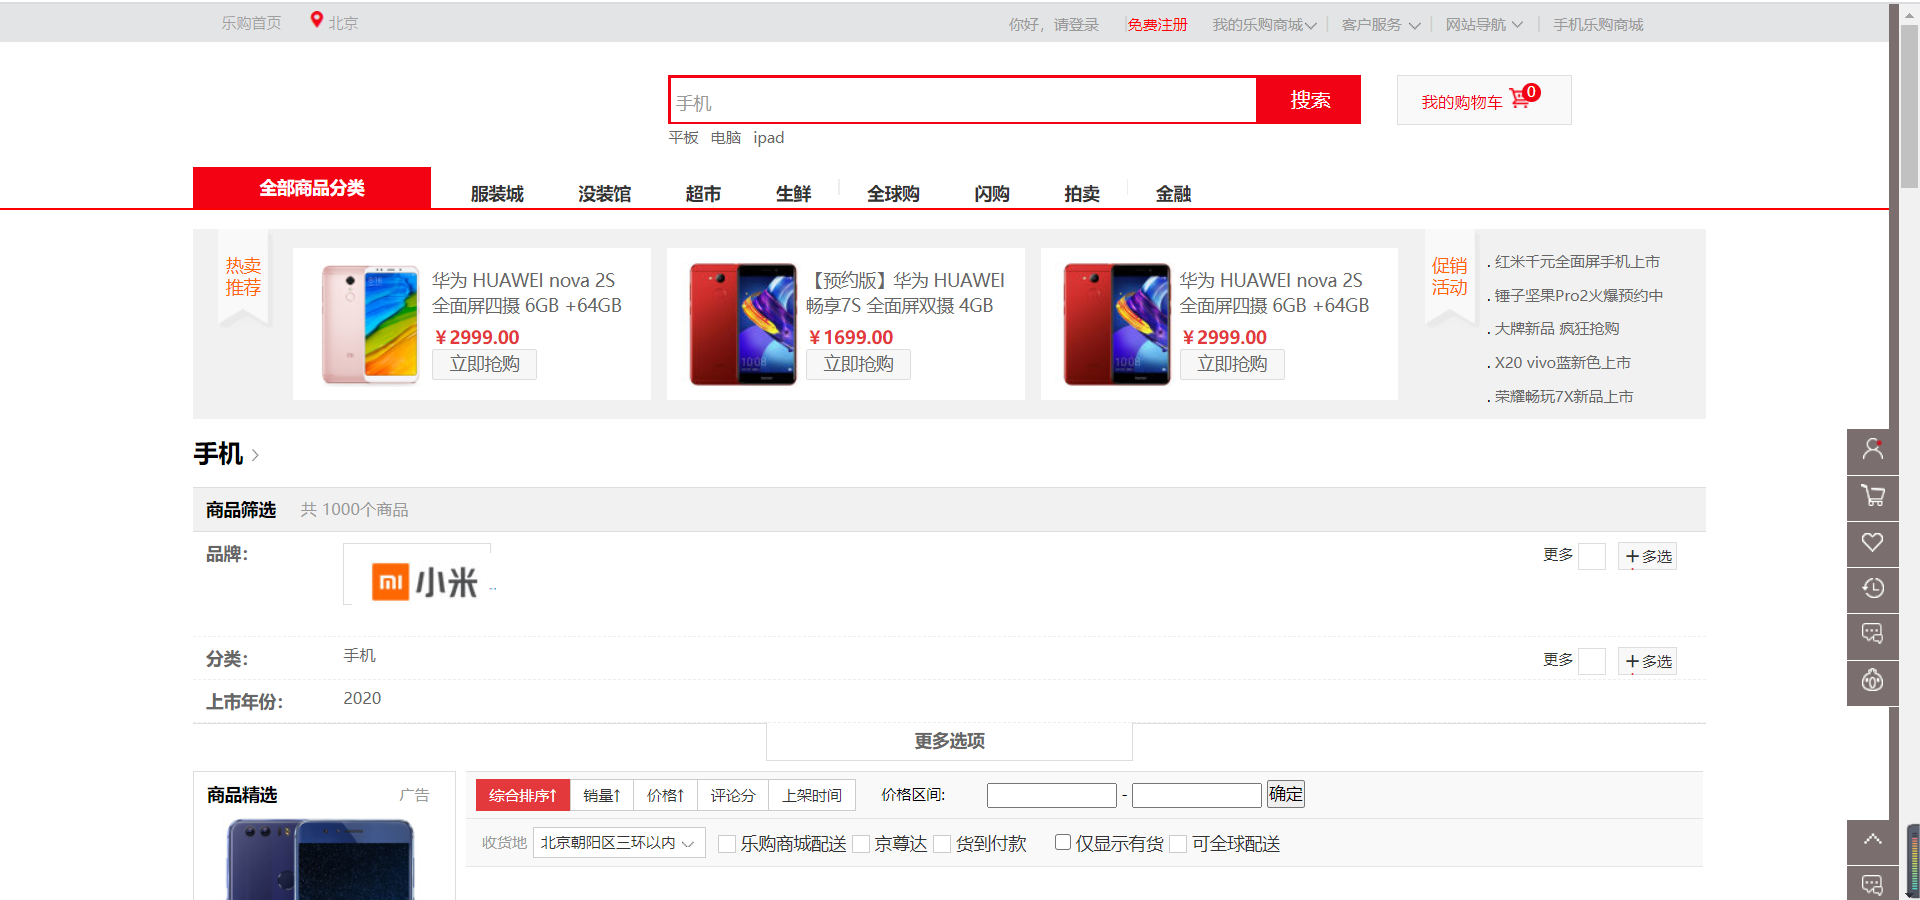 乐购首页 北京 你好，请登录 免费注册 我的乐购商城 客户服务 网站导航 手机乐购商城
手机 搜索 我的购物车 0
平板 电脑 ipad
全部商品分类 服装城 没装馆 超市 生鲜 全球购 闪购 拍卖 金融
热卖
推荐
华为 HUAWEI nova 2S
全面屏四摄 6GB +64GB
￥2999.00
立即抢购
【预约版】华为 HUAWEI
畅享7S 全面屏双摄 4GB
￥1699.00
立即抢购
华为 HUAWEI nova 2S
全面屏四摄 6GB +64GB
￥2999.00
立即抢购
促销
活动
. 红米千元全面屏手机上市
. 锤子坚果Pro2火爆预约中
. 大牌新品 疯狂抢购
. X20 vivo蓝新色上市
. 荣耀畅玩7X新品上市
手机 >
商品筛选 共 1000个商品
品牌： 小米 更多 +多选
分类： 手机 更多 +多选
上市年份： 2020
更多选项
商品精选 广告
综合排序↑ 销量↑ 价格↑ 评论分 上架时间 价格区间: - 确定
收货地 北京朝阳区三环以内 乐购商城配送 京尊达 货到付款 仅显示有货 可全球配送